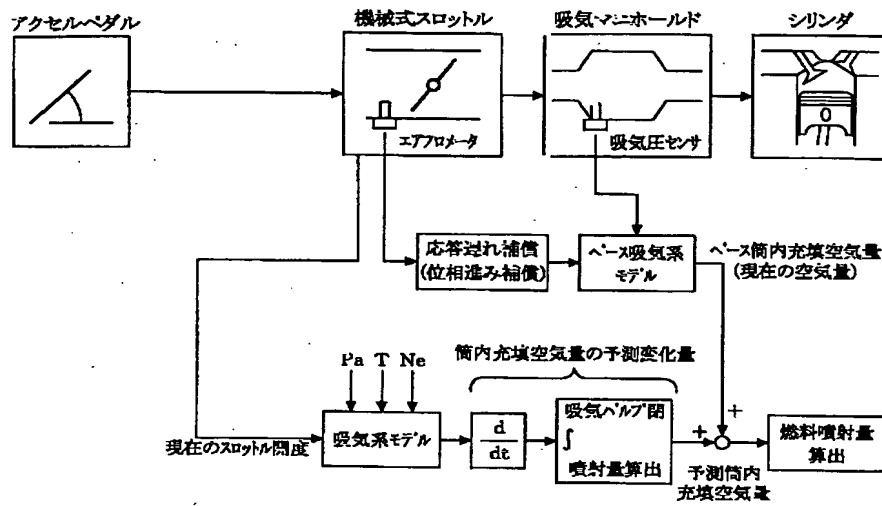 アクセルペダル
機械式スロットル
吸気マニホールド
シリンダ
エアフロメータ
吸気圧センサ
応答遅れ補償
(位相進み補償)
ベース吸気系
モデル
ベース筒内充填空気量
(現在の空気量)
筒内充填空気量の予測変化量
Pa T Ne
現在のスロットル開度
吸気系モデル
d
dt
吸気バルブ閉
∫
噴射量算出
+
+
予測筒内
充填空気量
燃料噴射量
算出